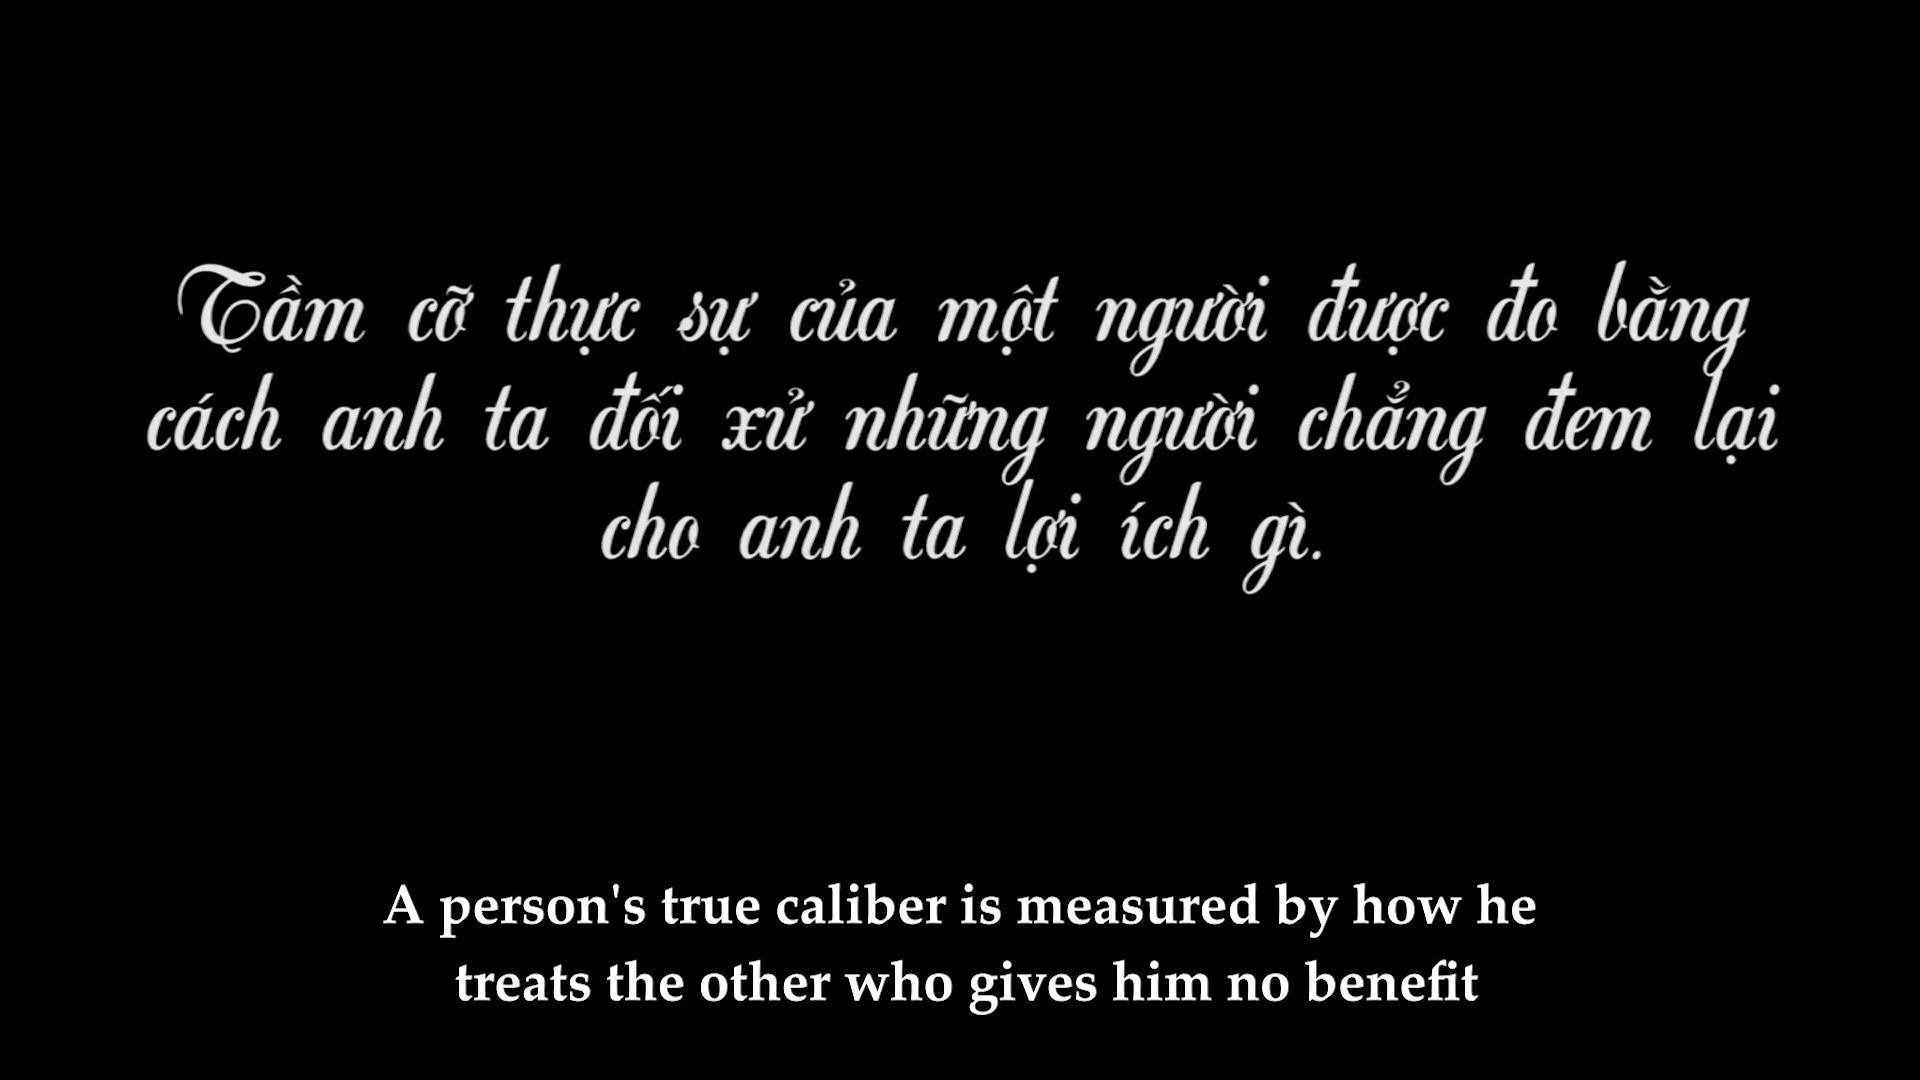 Tầm cỡ thực sự của một người được đo bằng
cách anh ta đối xử những người chẳng đem lại
cho anh ta lợi ích gì.
A person's true caliber is measured by how he
treats the other who gives him no benefit